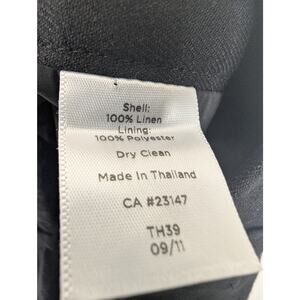 Shell:
100% Linen
Lining:
100% Polyester
Dry Clean
Made in Thailand
CA #23147
TH39
09/11